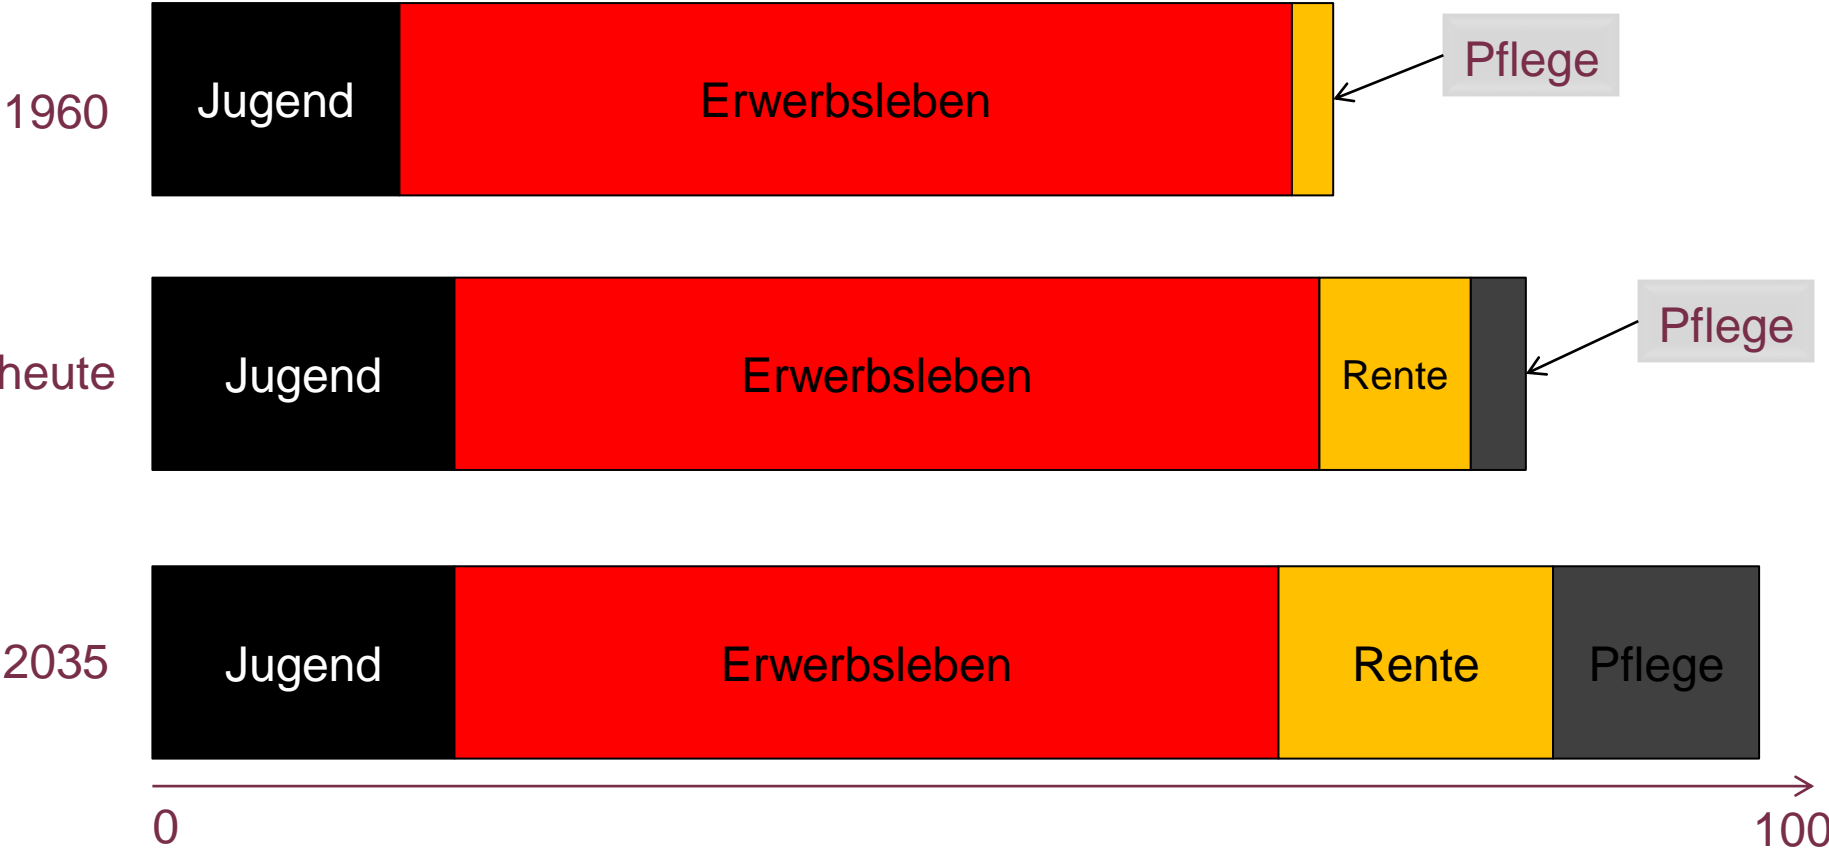 1960
Jugend
Erwerbsleben
Pflege
heute
Jugend
Erwerbsleben
Rente
Pflege
2035
Jugend
Erwerbsleben
Rente
Pflege
0
100